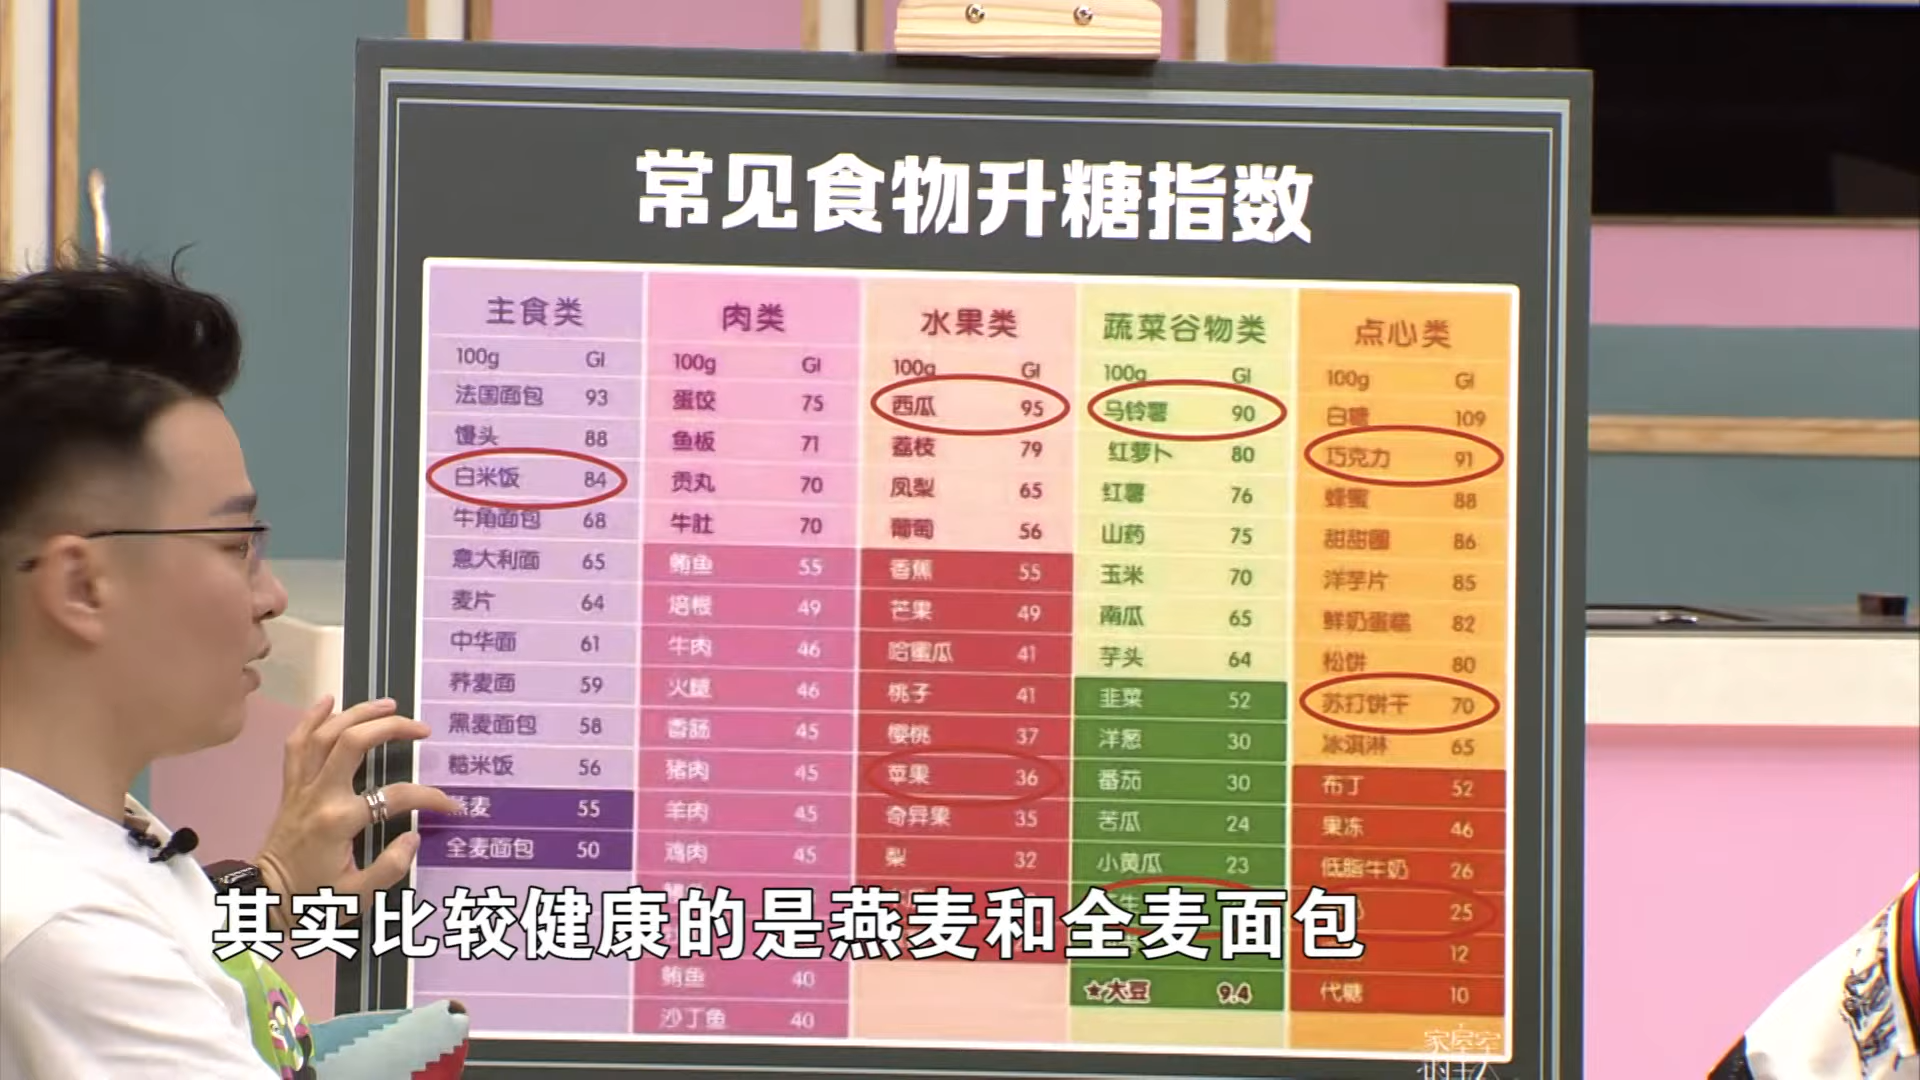 常见食物升糖指数
主食类
100g GI
法国面包 93
馒头 88
白米饭 84
牛角面包 68
意大利面 65
麦片 64
中华面 61
荞麦面 59
黑麦面包 58
糙米饭 56
燕麦 55
全麦面包 50
肉类
100g GI
蛋饺 75
鱼板 71
贡丸 70
牛肚 70
鲔鱼 55
培根 49
牛肉 46
火腿 46
香肠 45
猪肉 45
羊肉 45
鸡肉 45
鲔鱼 40
沙丁鱼 40
水果类
100g GI
西瓜 95
荔枝 79
凤梨 65
葡萄 56
香蕉 55
芒果 49
哈蜜瓜 41
桃子 41
樱桃 37
苹果 36
奇异果 35
梨 32
蔬菜谷物类
100g GI
马铃薯 90
红萝卜 80
红薯 76
山药 75
玉米 70
南瓜 65
芋头 64
韭菜 52
洋葱 30
番茄 30
苦瓜 24
小黄瓜 23
★大豆 9.4
点心类
100g GI
白糖 109
巧克力 91
蜂蜜 88
甜甜圈 86
洋芋片 85
鲜奶蛋糕 82
松饼 80
苏打饼干 70
冰淇淋 65
布丁 52
果冻 46
低脂牛奶 26
25
12
代糖 10
其实比较健康的是燕麦和全麦面包